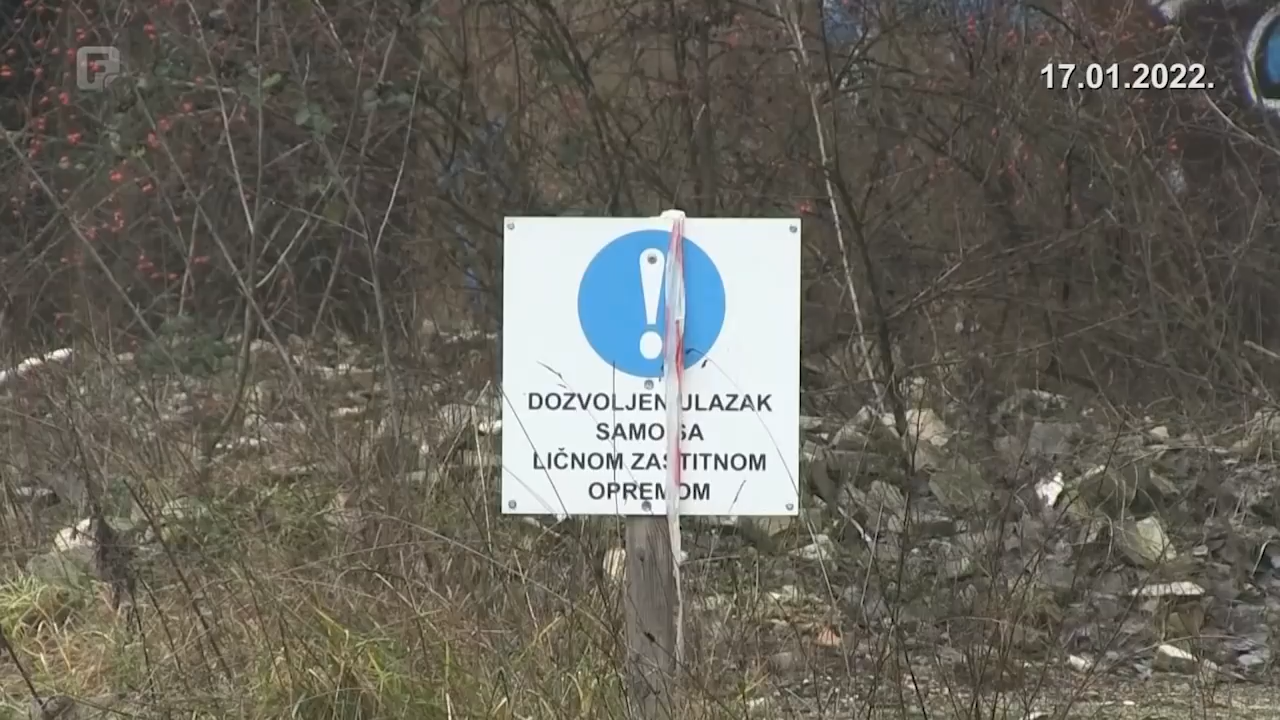 17.01.2022.
DOZVOLJEN ULAZAK
SAMO SA
LIČNOM ZAŠTITNOM
OPREMOM